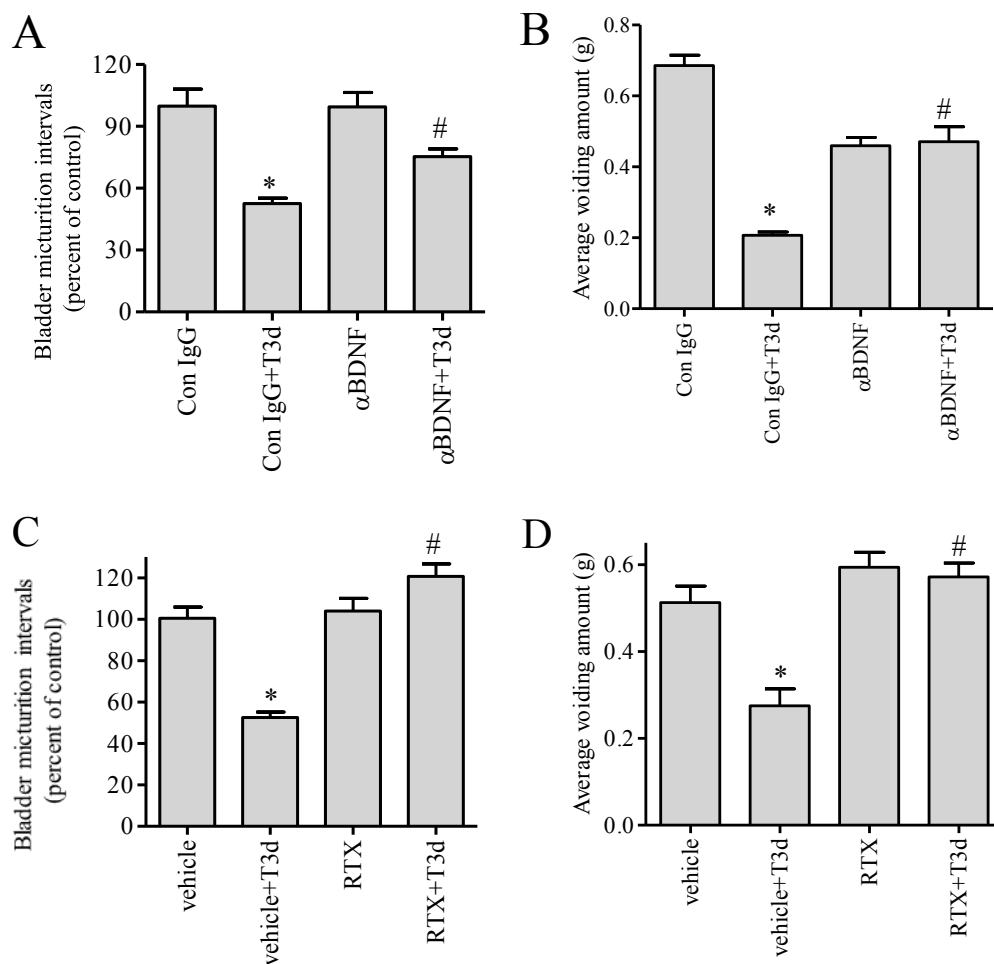 A
Bladder micturition intervals
(percent of control)
120
90
60
30
0
*
#
Con IgG
Con IgG+T3d
αBDNF
αBDNF+T3d
B
Average voiding amount (g)
0.8
0.6
0.4
0.2
0.0
*
#
Con IgG
Con IgG+T3d
αBDNF
αBDNF+T3d
C
Bladder micturition intervals
(percent of control)
120
100
80
60
40
20
0
*
#
vehicle
vehicle+T3d
RTX
RTX+T3d
D
Average voiding amount (g)
0.6
0.4
0.2
0.0
*
#
vehicle
vehicle+T3d
RTX
RTX+T3d